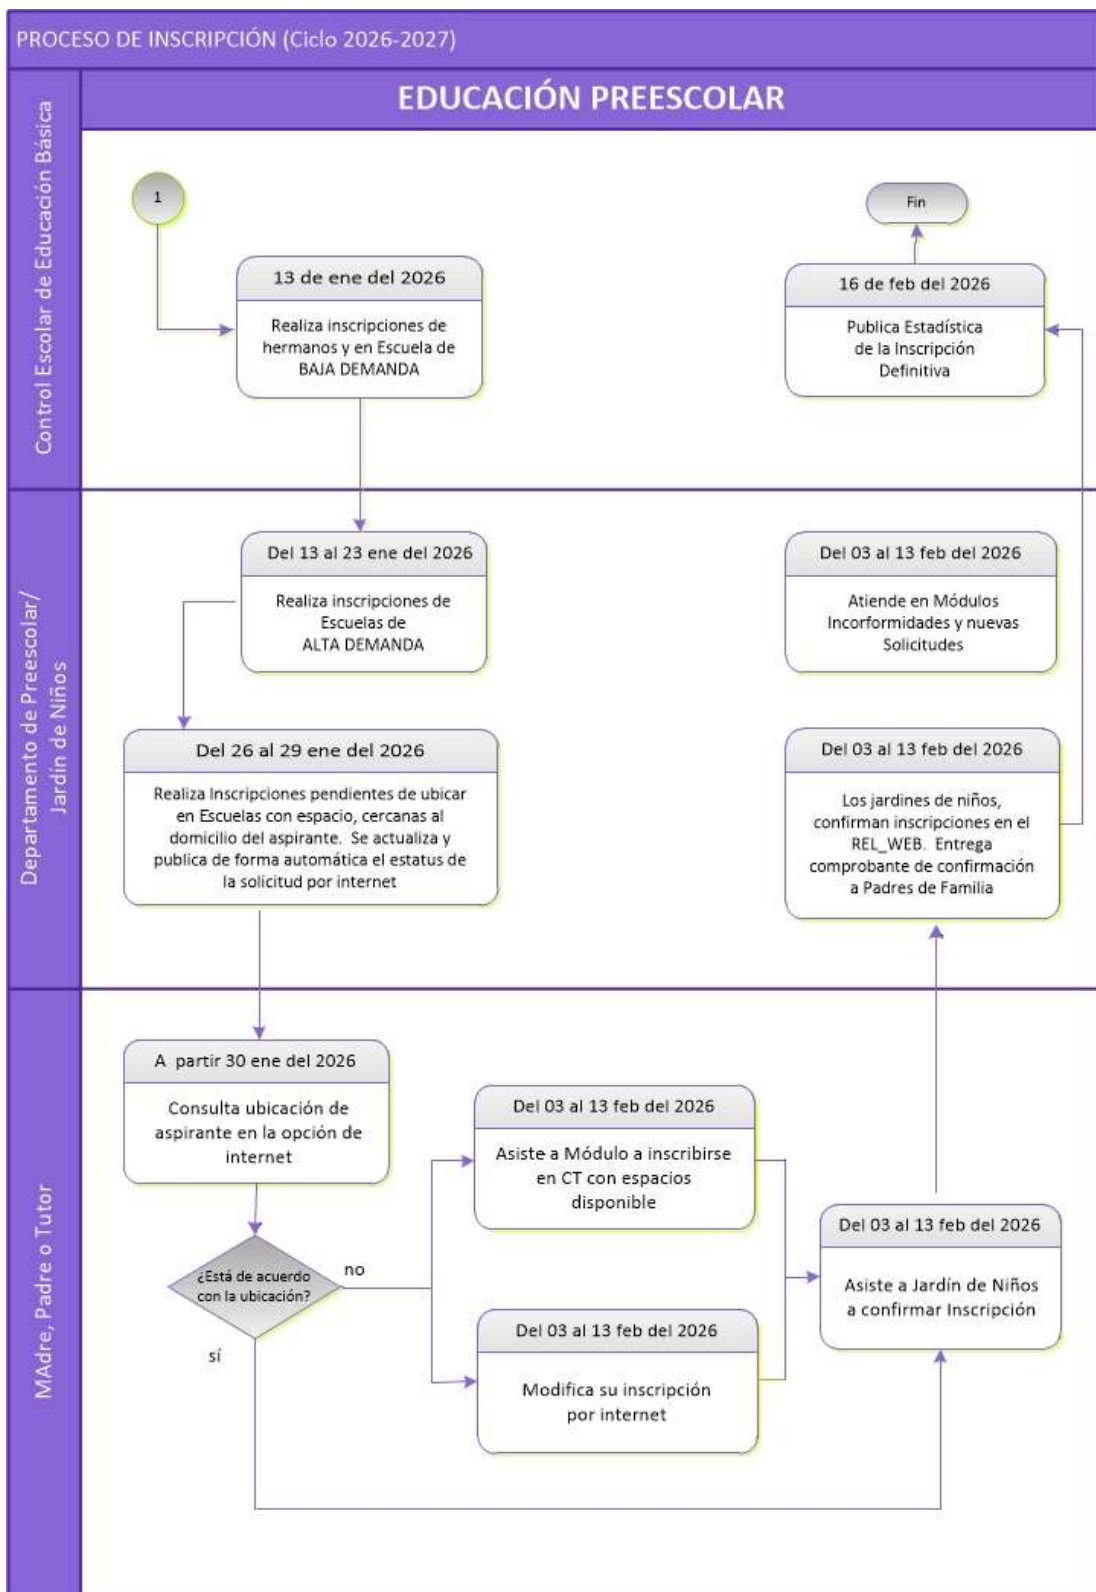 PROCESO DE INSCRIPCIÓN (Ciclo 2026-2027)
EDUCACIÓN PREESCOLAR
Control Escolar de Educación Básica
1
13 de ene del 2026
Realiza inscripciones de
hermanos y en Escuela de
BAJA DEMANDA
Fin
16 de feb del 2026
Publica Estadística
de la Inscripción
Definitiva
Departamento de Preescolar/
Jardín de Niños
Del 13 al 23 ene del 2026
Realiza inscripciones de
Escuelas de
ALTA DEMANDA
Del 03 al 13 feb del 2026
Atiende en Módulos
Incorformidades y nuevas
Solicitudes
Del 26 al 29 ene del 2026
Realiza Inscripciones pendientes de ubicar
en Escuelas con espacio, cercanas al
domicilio del aspirante. Se actualiza y
publica de forma automática el estatus de
la solicitud por internet
Del 03 al 13 feb del 2026
Los jardines de niños,
confirman inscripciones en el
REL_WEB. Entrega
comprobante de confirmación
a Padres de Familia
MAdre, Padre o Tutor
A partir 30 ene del 2026
Consulta ubicación de
aspirante en la opción de
internet
¿Está de acuerdo
con la ubicación?
no
sí
Del 03 al 13 feb del 2026
Asiste a Módulo a inscribirse
en CT con espacios
disponible
Del 03 al 13 feb del 2026
Modifica su inscripción
por internet
Del 03 al 13 feb del 2026
Asiste a Jardín de Niños
a confirmar Inscripción